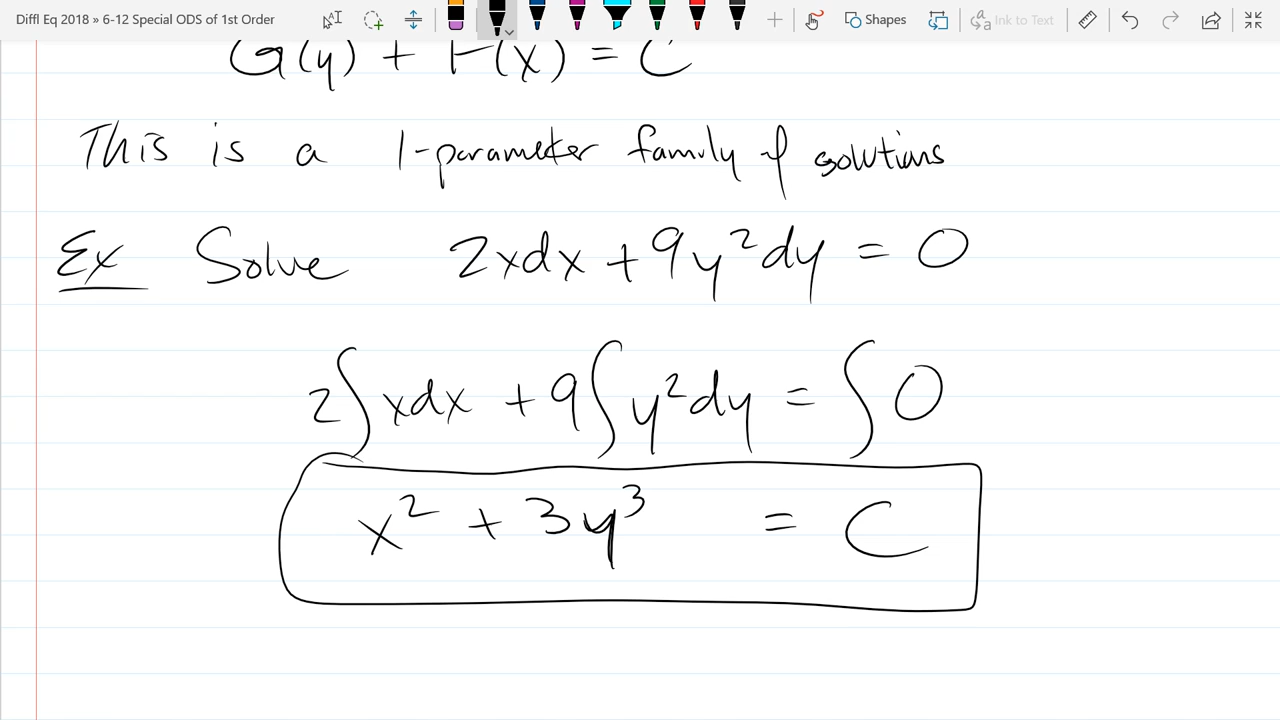 Diffl Eq 2018 » 6-12 Special ODS of 1st Order
Shapes
Ink to Text
G(y) + H(x) = C
This is a 1-parameter family of solutions
Ex Solve 2xdx + 9y²dy = 0
2∫xdx + 9∫y²dy = ∫0
x² + 3y³ = C